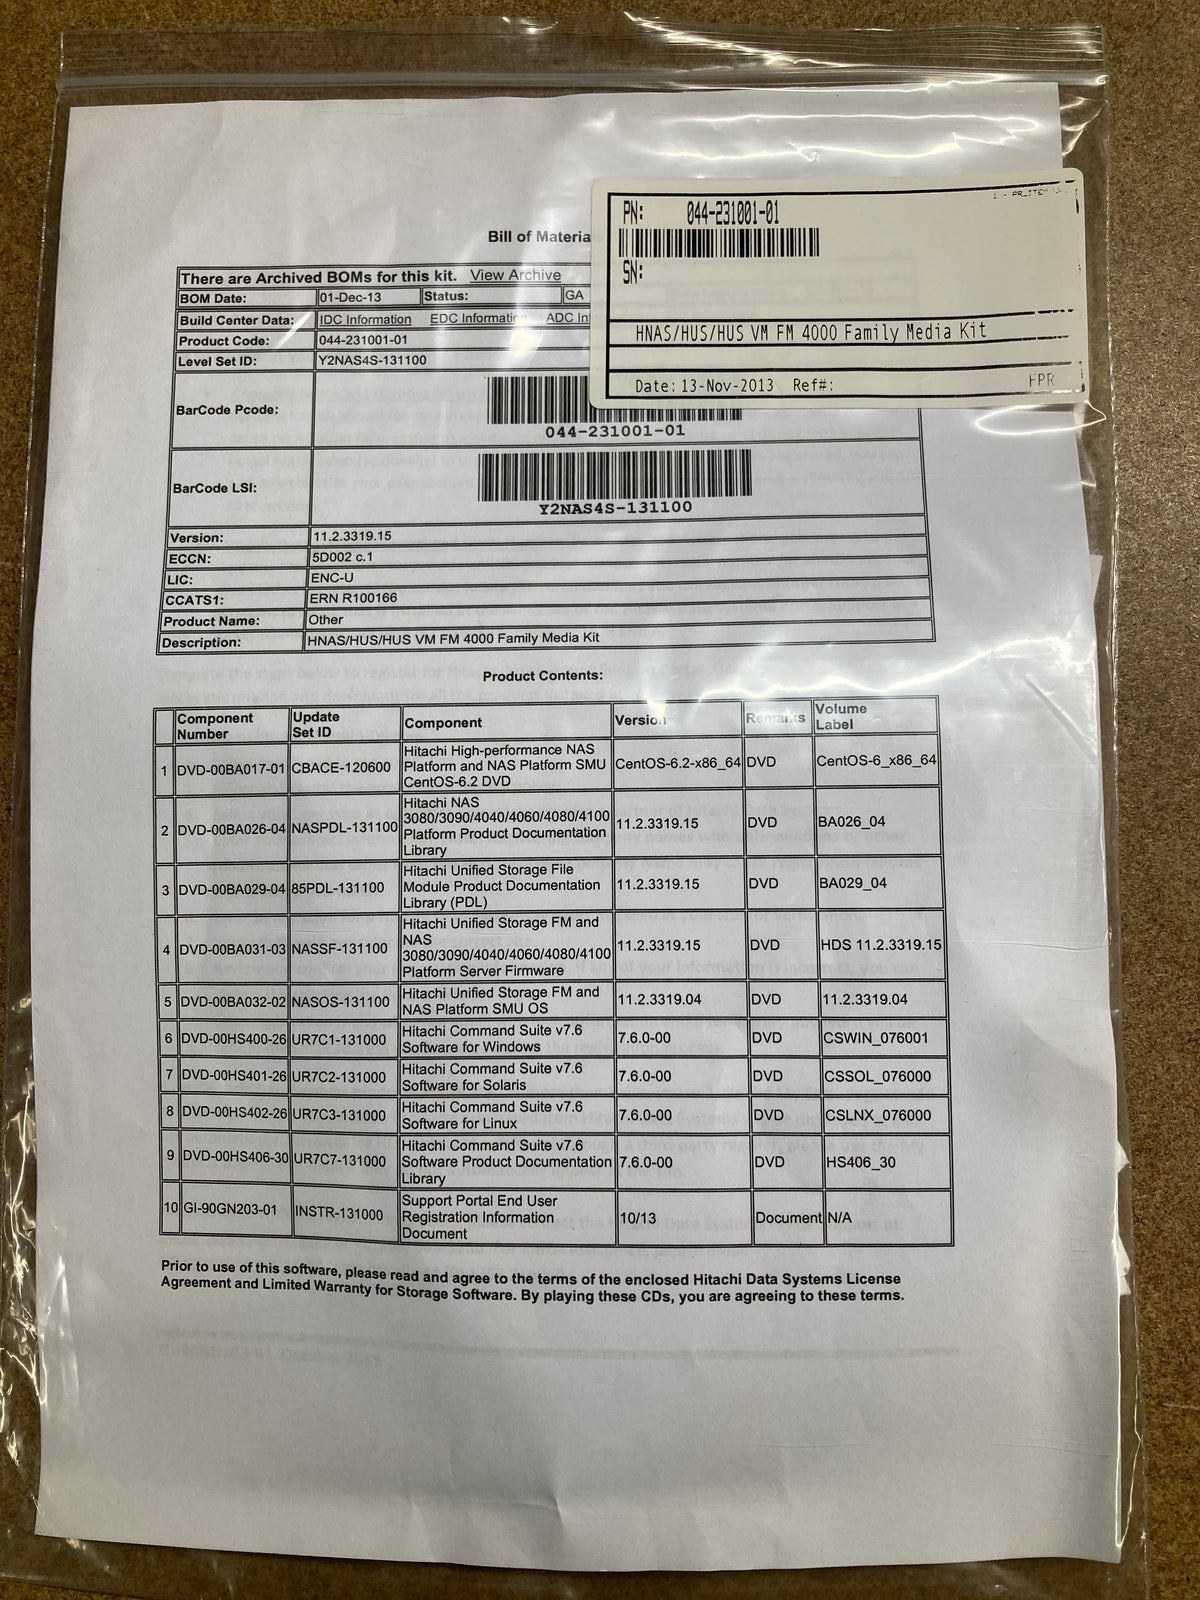 PN: 044-231001-01
SN:
HNAS/HUS/HUS VM FM 4000 Family Media Kit
Date: 13-Nov-2013 Ref#:
FPR
Bill of Materia
There are Archived BOMs for this kit. View Archive
BOM Date: 01-Dec-13 Status: GA
Build Center Data: IDC Information EDC Information ADC In
Product Code: 044-231001-01
Level Set ID: Y2NAS4S-131100
BarCode Pcode:
044-231001-01
BarCode LSI:
Y2NAS4S-131100
Version: 11.2.3319.15
ECCN: 5D002 c.1
LIC: ENC-U
CCATS1: ERN R100166
Product Name: Other
Description: HNAS/HUS/HUS VM FM 4000 Family Media Kit
Product Contents:
Component Number Update Set ID Component Version Remarks Volume Label
1 DVD-00BA017-01 CBACE-120600 Hitachi High-performance NAS Platform and NAS Platform SMU CentOS-6.2 DVD CentOS-6.2-x86_64 DVD CentOS-6_x86_64
2 DVD-00BA026-04 NASPDL-131100 Hitachi NAS 3080/3090/4040/4060/4080/4100 Platform Product Documentation Library 11.2.3319.15 DVD BA026_04
3 DVD-00BA029-04 85PDL-131100 Hitachi Unified Storage File Module Product Documentation Library (PDL) 11.2.3319.15 DVD BA029_04
4 DVD-00BA031-03 NASSF-131100 Hitachi Unified Storage FM and NAS 3080/3090/4040/4060/4080/4100 Platform Server Firmware 11.2.3319.15 DVD HDS 11.2.3319.15
5 DVD-00BA032-02 NASOS-131100 Hitachi Unified Storage FM and NAS Platform SMU OS 11.2.3319.04 DVD 11.2.3319.04
6 DVD-00HS400-26 UR7C1-131000 Hitachi Command Suite v7.6 Software for Windows 7.6.0-00 DVD CSWIN_076001
7 DVD-00HS401-26 UR7C2-131000 Hitachi Command Suite v7.6 Software for Solaris 7.6.0-00 DVD CSSOL_076000
8 DVD-00HS402-26 UR7C3-131000 Hitachi Command Suite v7.6 Software for Linux 7.6.0-00 DVD CSLNX_076000
9 DVD-00HS406-30 UR7C7-131000 Hitachi Command Suite v7.6 Software Product Documentation Library 7.6.0-00 DVD HS406_30
10 GI-90GN203-01 INSTR-131000 Support Portal End User Registration Information Document 10/13 Document N/A
Prior to use of this software, please read and agree to the terms of the enclosed Hitachi Data Systems License
Agreement and Limited Warranty for Storage Software. By playing these CDs, you are agreeing to these terms.